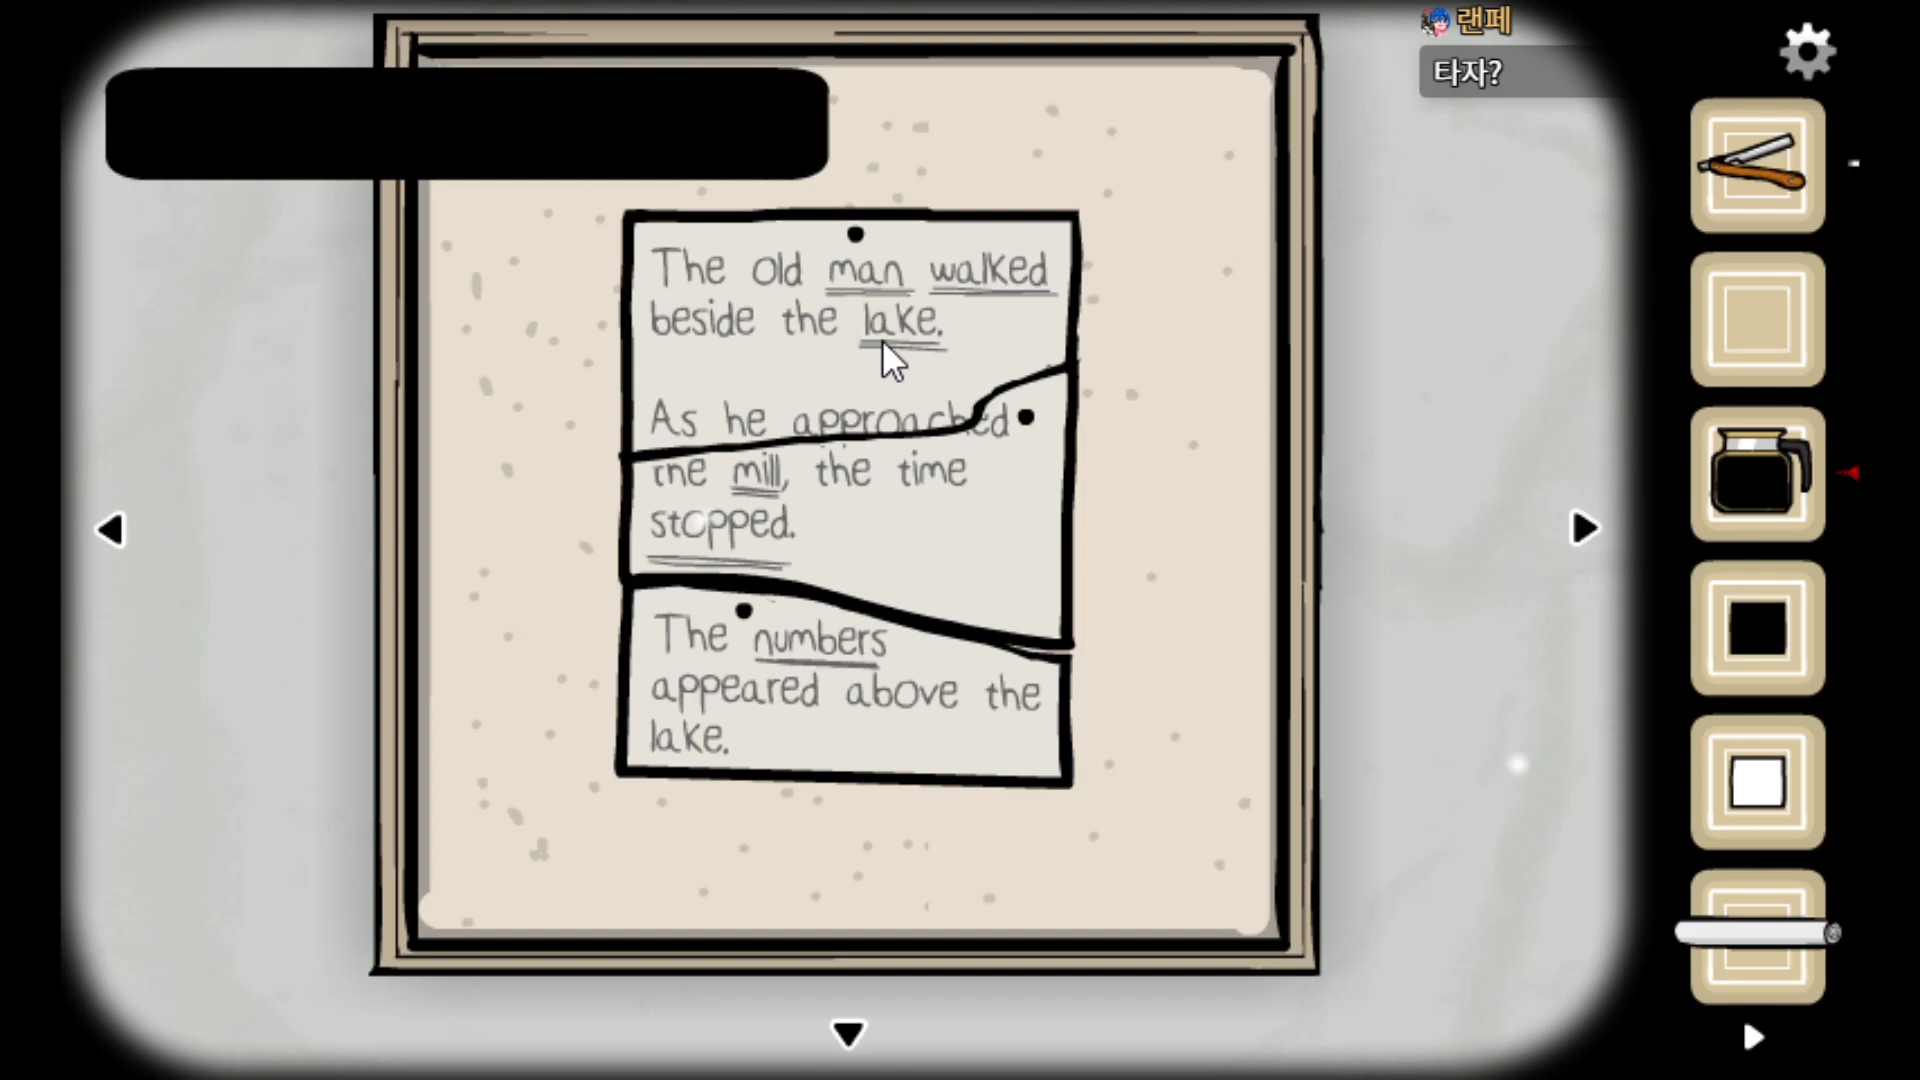 랜페
타자?
The old man walked
beside the lake.
As he approached
the mill, the time
stopped.
The numbers
appeared above the
lake.